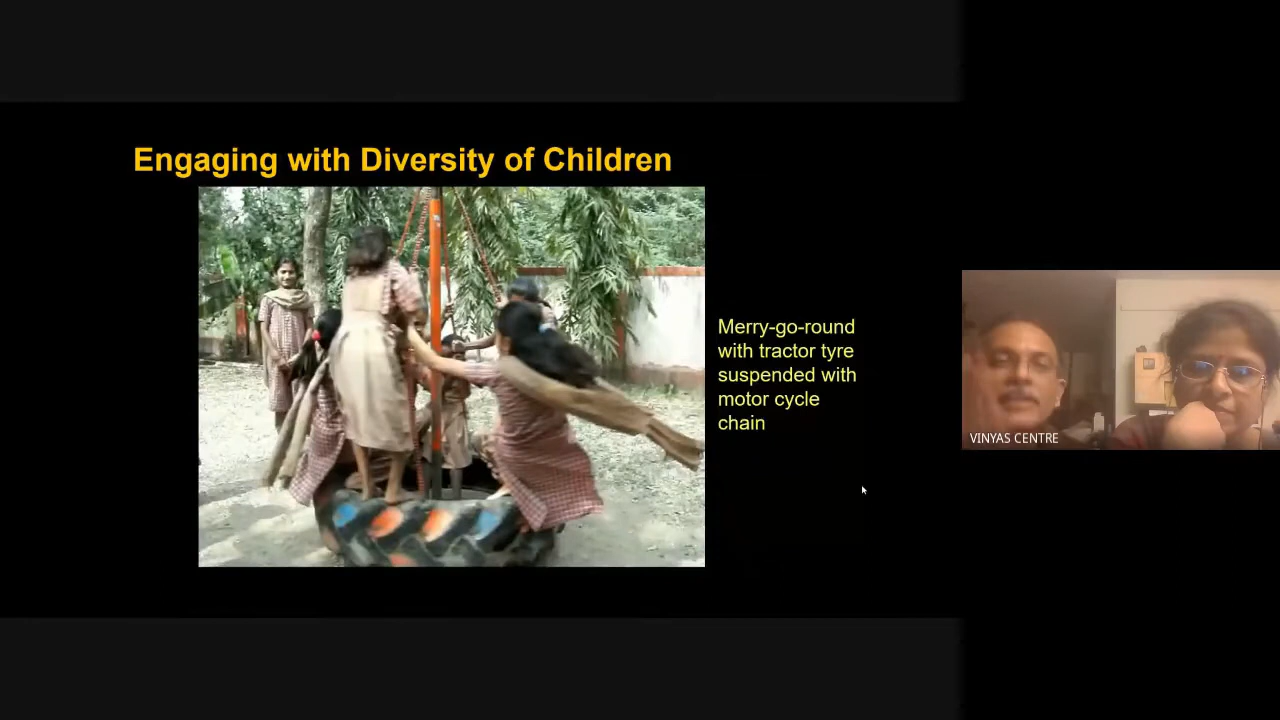 Engaging with Diversity of Children
Merry-go-round
with tractor tyre
suspended with
motor cycle
chain
VINYAS CENTRE